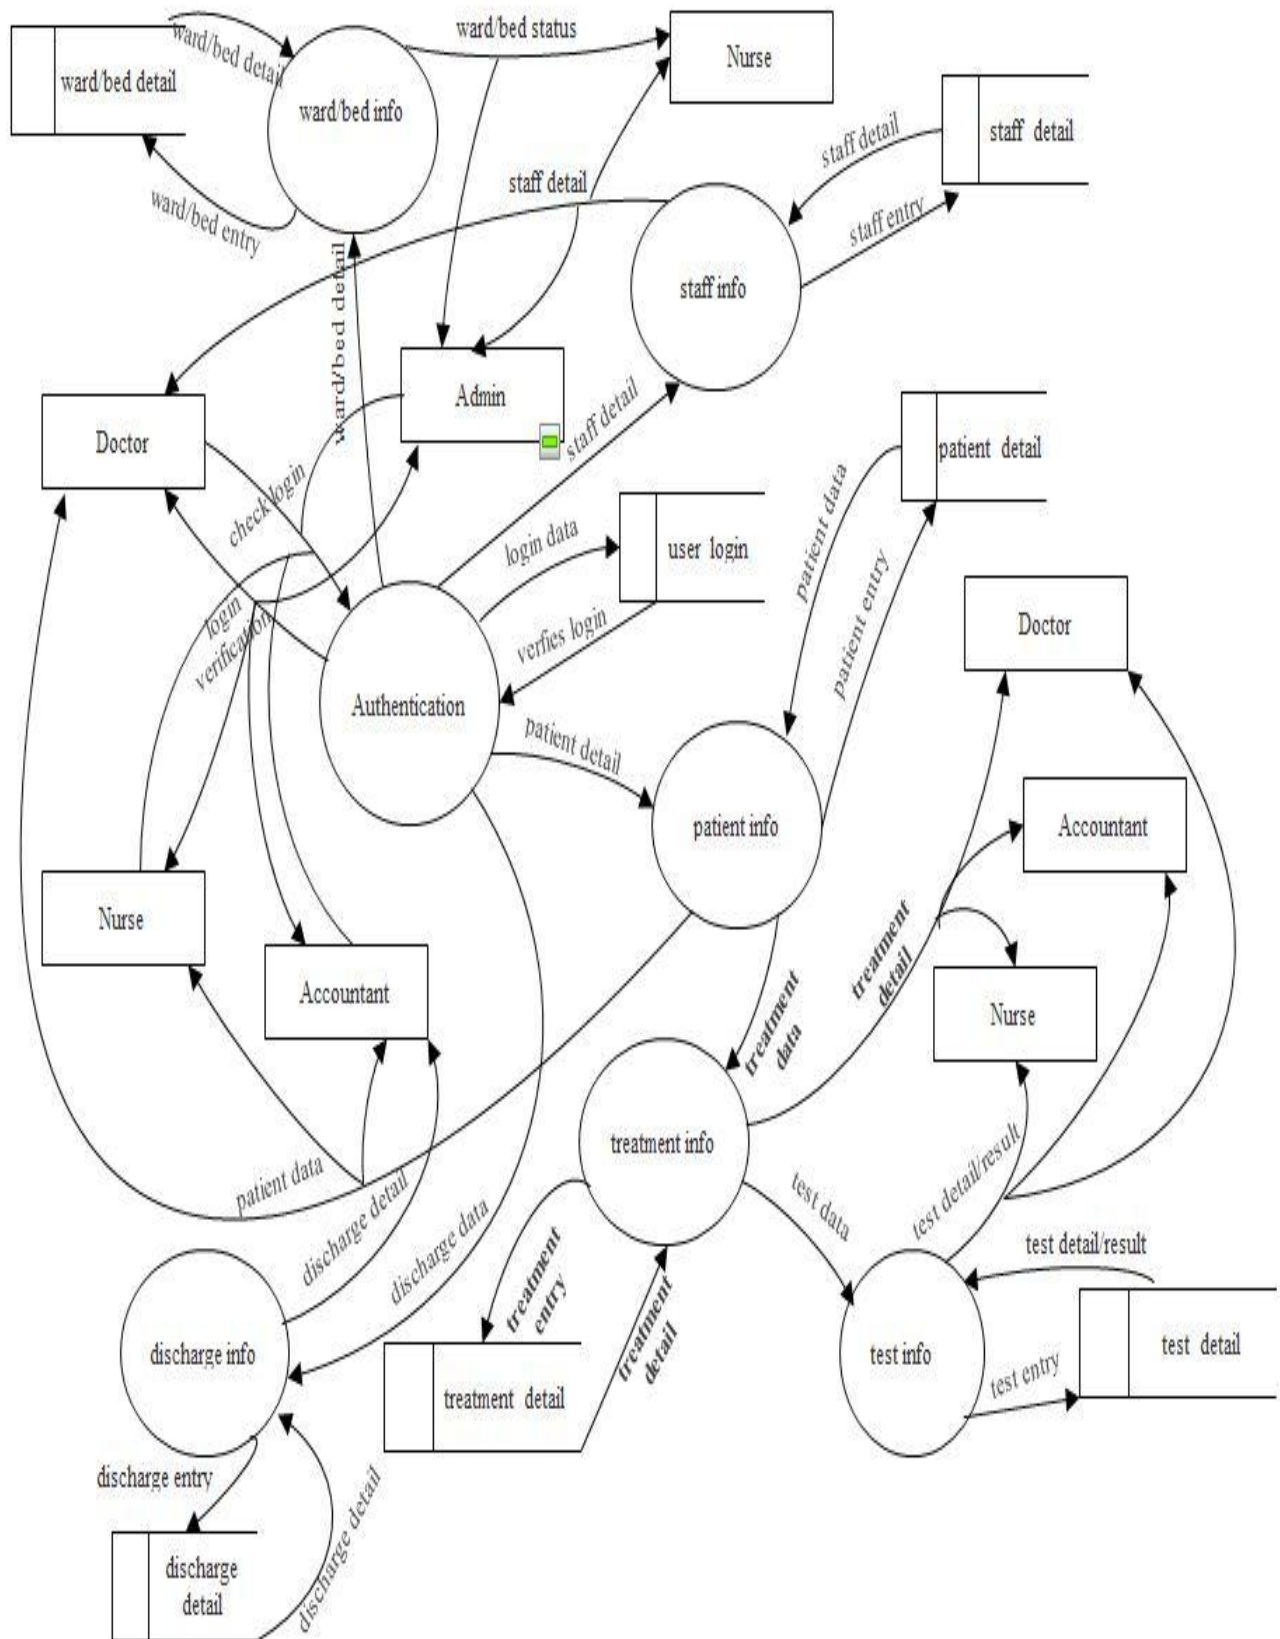 ward/bed detail
ward/bed status
Nurse
ward/bed detail
ward/bed info
staff detail
staff detail
ward/bed entry
staff detail
staff entry
ward/bed detail
staff info
Admin
Doctor
staff detail
patient detail
check login
login data
user login
patient data
patient entry
login
verification
verfies login
Doctor
Authentication
patient detail
patient info
Accountant
Nurse
Accountant
treatment
detail
treatment
data
Nurse
treatment info
patient data
discharge detail
discharge data
test data
test detail/result
test detail/result
discharge info
treatment
entry
treatment
detail
test info
test detail
test entry
treatment detail
discharge entry
discharge detail
discharge
detail